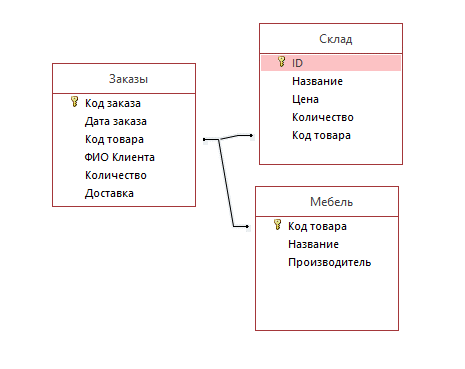 Заказы
Код заказа
Дата заказа
Код товара
ФИО Клиента
Количество
Доставка
Склад
ID
Название
Цена
Количество
Код товара
Мебель
Код товара
Название
Производитель